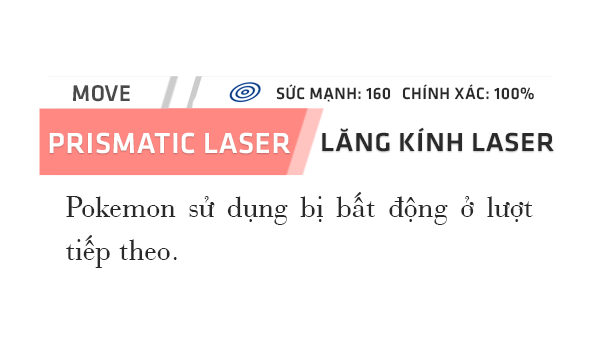 MOVE SỨC MẠNH: 160 CHÍNH XÁC: 100%
PRISMATIC LASER LĂNG KÍNH LASER
Pokemon sử dụng bị bất động ở lượt
tiếp theo.